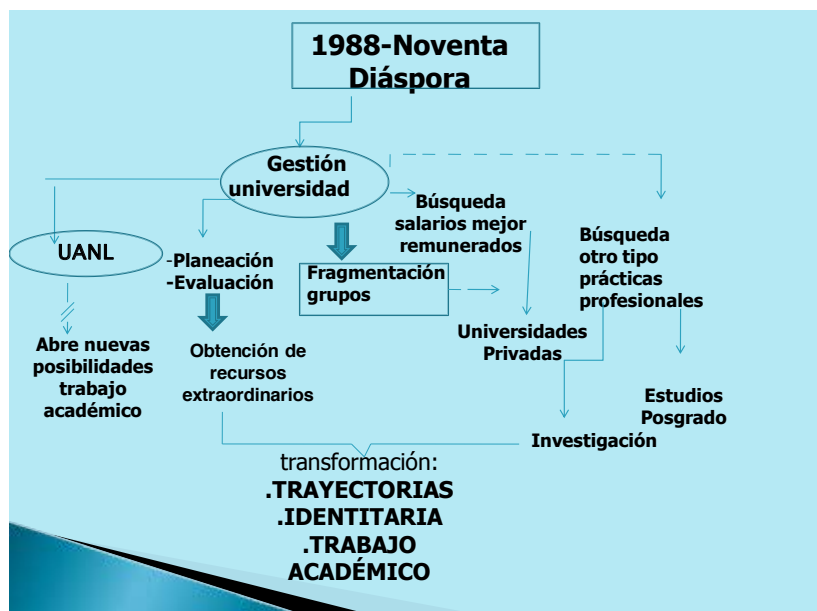 1988-Noventa
Diáspora
Gestión
universidad
Búsqueda
salarios mejor
remunerados
Búsqueda
otro tipo
prácticas
profesionales
UANL
-Planeación
-Evaluación
Fragmentación
grupos
Universidades
Privadas
Abre nuevas
posibilidades
trabajo
académico
Obtención de
recursos
extraordinarios
Estudios
Posgrado
Investigación
transformación:
.TRAYECTORIAS
.IDENTITARIA
.TRABAJO
ACADÉMICO